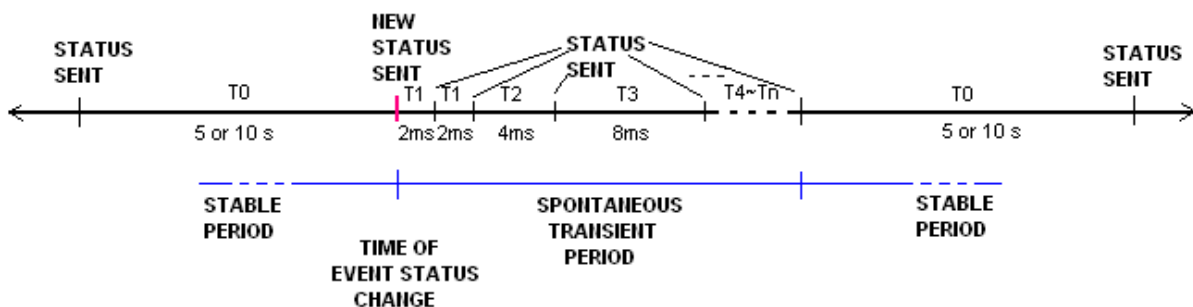 STATUS
SENT
NEW
STATUS
SENT
STATUS
SENT
STATUS
SENT
T0
T1
T1
T2
T3
T4~Tn
T0
5 or 10 s
2ms
2ms
4ms
8ms
5 or 10 s
STABLE
PERIOD
SPONTANEOUS
TRANSIENT
PERIOD
STABLE
PERIOD
TIME OF
EVENT STATUS
CHANGE